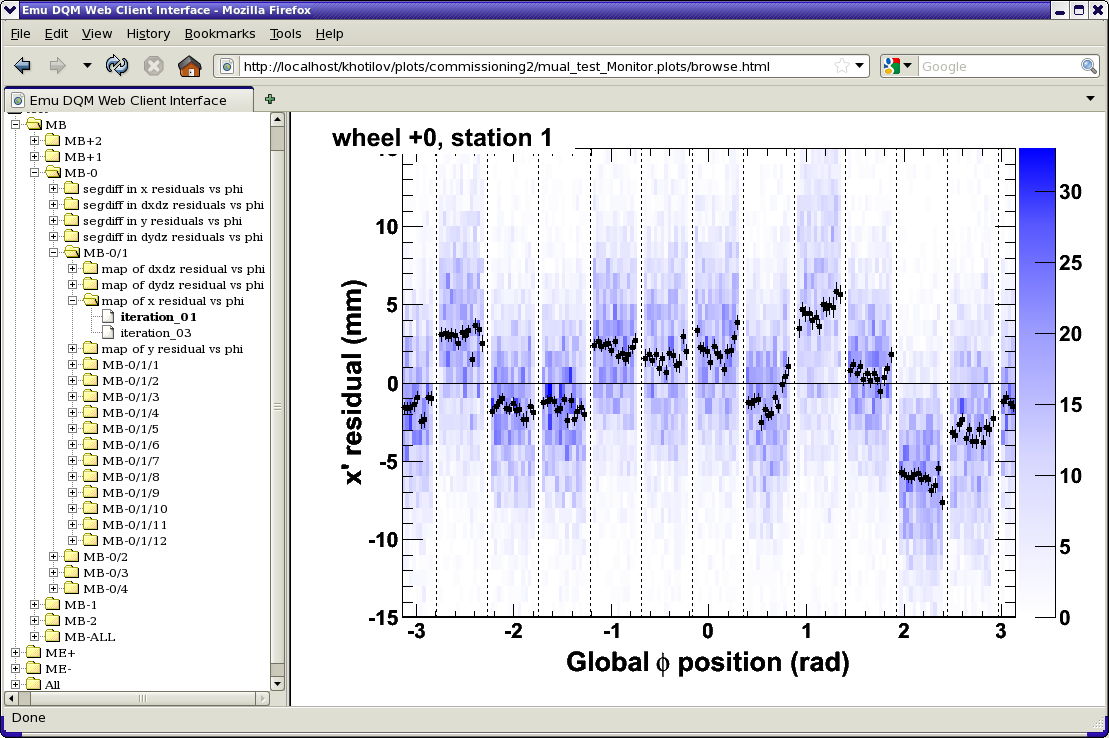 Emu DQM Web Client Interface - Mozilla Firefox
File Edit View History Bookmarks Tools Help
http://localhost/khotilov/plots/commissioning2/mual_test_Monitor.plots/browse.html
Google
Emu DQM Web Client Interface
MB
MB+2
MB+1
MB-0
segdiff in x residuals vs phi
segdiff in dxdz residuals vs phi
segdiff in y residuals vs phi
segdiff in dydz residuals vs phi
MB-0/1
map of dxdz residual vs phi
map of dydz residual vs phi
map of x residual vs phi
iteration_01
iteration_03
map of y residual vs phi
MB-0/1/1
MB-0/1/2
MB-0/1/3
MB-0/1/4
MB-0/1/5
MB-0/1/6
MB-0/1/7
MB-0/1/8
MB-0/1/9
MB-0/1/10
MB-0/1/11
MB-0/1/12
MB-0/2
MB-0/3
MB-0/4
MB-1
MB-2
MB-ALL
ME+
ME-
All
wheel +0, station 1
x' residual (mm)
10
5
0
-5
-10
-15
-3 -2 -1 0 1 2 3
Global ϕ position (rad)
30
25
20
15
10
5
0
Done